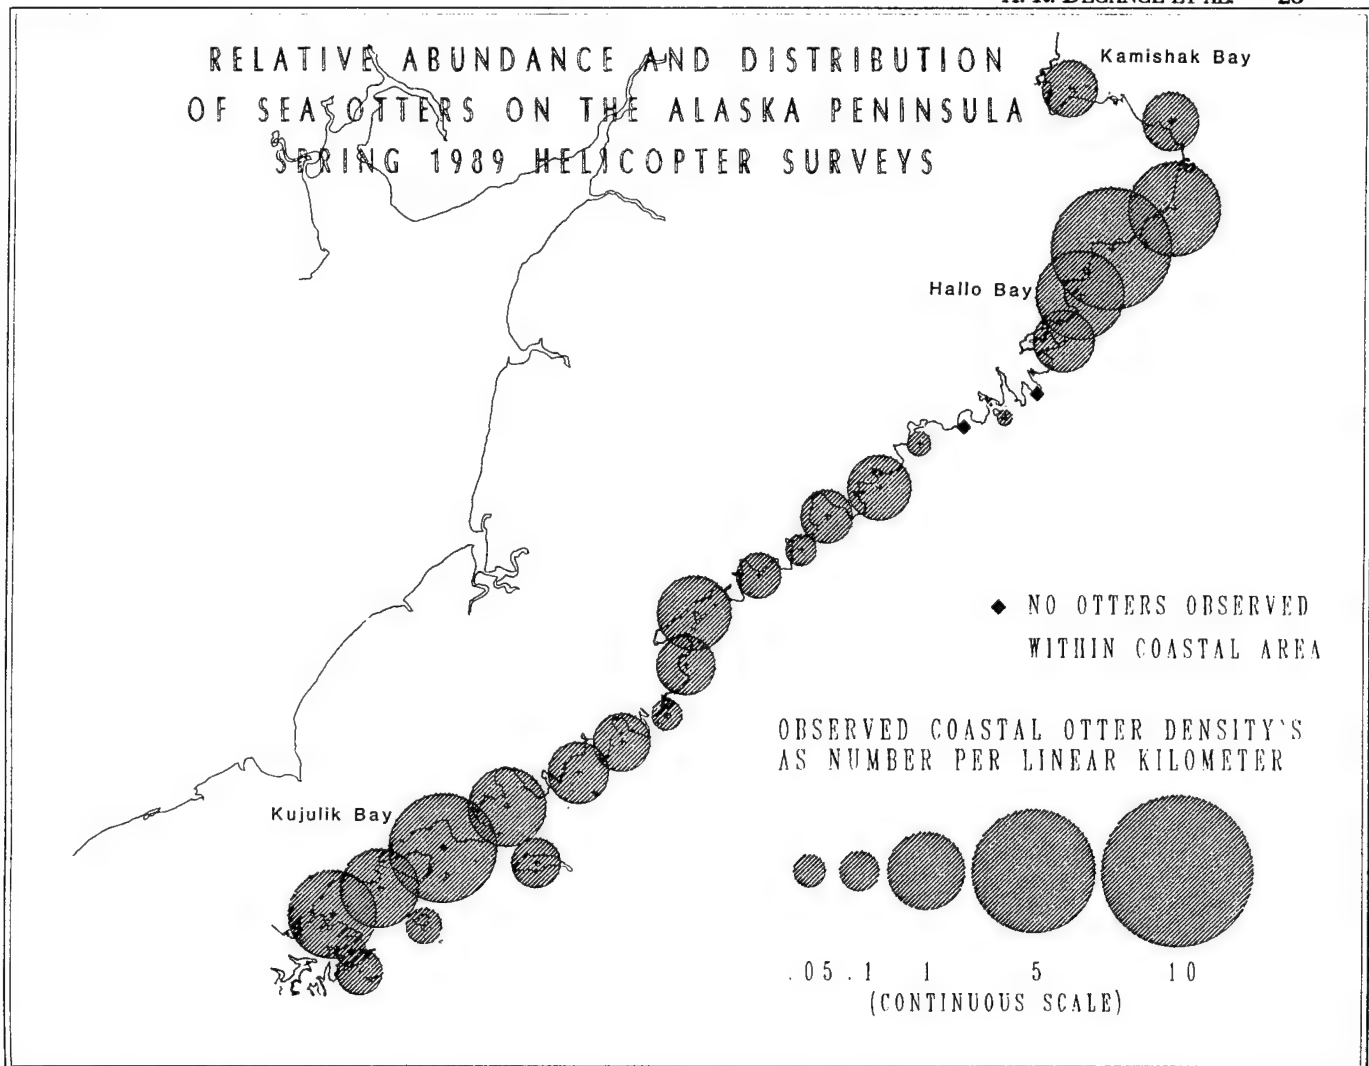 RELATIVE ABUNDANCE AND DISTRIBUTION
OF SEA OTTERS ON THE ALASKA PENINSULA
SPRING 1989 HELICOPTER SURVEYS
Kamishak Bay
Hallo Bay
◆ NO OTTERS OBSERVED
WITHIN COASTAL AREA
OBSERVED COASTAL OTTER DENSITY'S
AS NUMBER PER LINEAR KILOMETER
Kujulik Bay
.05 .1 1 5 10
(CONTINUOUS SCALE)